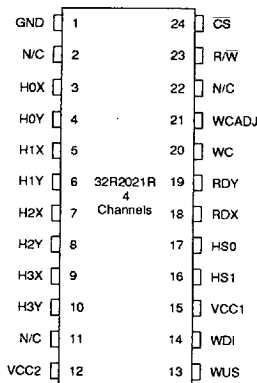 GND 1 24 C̅S̅
N/C 2 23 R/W̅
H0X 3 22 N/C
H0Y 4 21 WCADJ
H1X 5 20 WC
H1Y 6 32R2021R 19 RDY
4
H2X 7 Channels 18 RDX
H2Y 8 17 HS0
H3X 9 16 HS1
H3Y 10 15 VCC1
N/C 11 14 WDI
VCC2 12 13 WUS